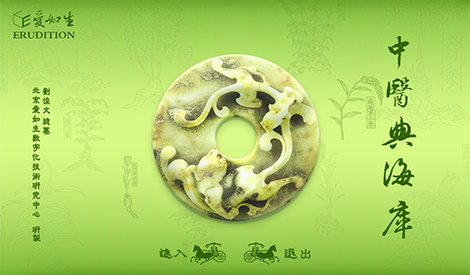 愛如生
ERUDITION
中醫典海庫
劉俊文 總纂
北京愛如生數字化技術研究中心 研製
進入
退出